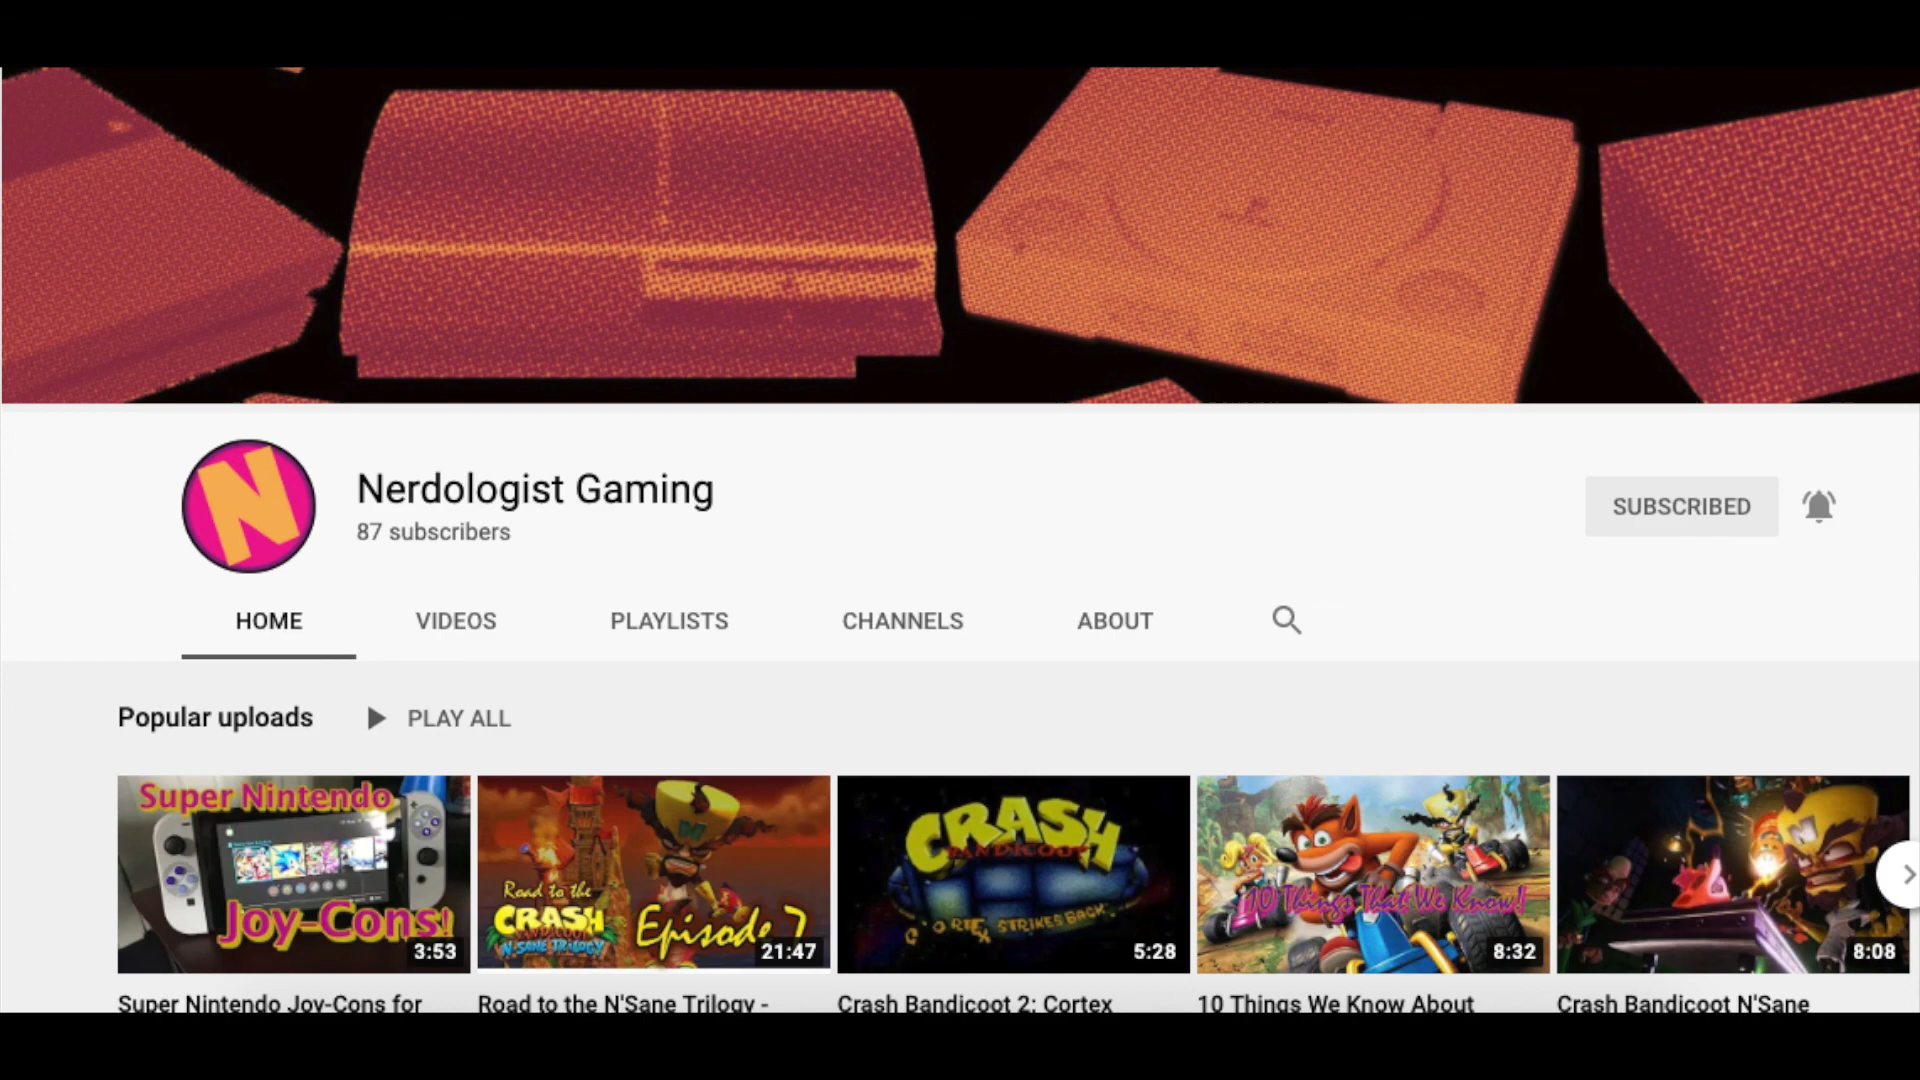 N
Nerdologist Gaming
87 subscribers
SUBSCRIBED
HOME VIDEOS PLAYLISTS CHANNELS ABOUT
Popular uploads PLAY ALL
Super Nintendo
Joy-Cons!
3:53
Road to the
CRASH
BANDICOOT
N. SANE TRILOGY
Episode 7
21:47
CRASH
BANDICOOT
CORTEX STRIKES BACK
5:28
10 Things That We Know!
8:32
N
8:08
Super Nintendo Joy-Cons for
Road to the N'Sane Trilogy -
Crash Bandicoot 2: Cortex
10 Things We Know About
Crash Bandicoot N'Sane